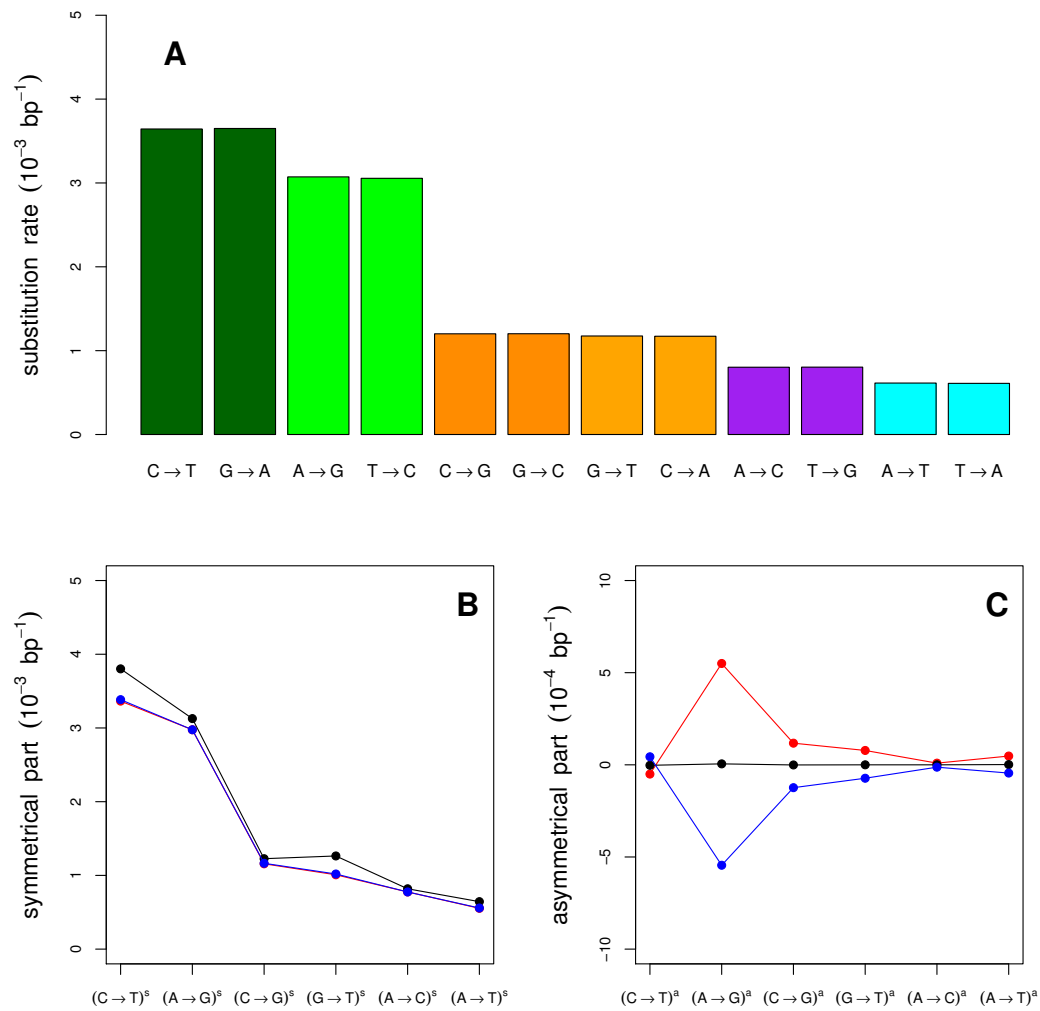 A
substitution rate (10⁻³ bp⁻¹)
5
4
3
2
1
0
C → T G → A A → G T → C C → G G → C G → T C → A A → C T → G A → T T → A
B
symmetrical part (10⁻³ bp⁻¹)
5
4
3
2
1
0
(C → T)ˢ (A → G)ˢ (C → G)ˢ (G → T)ˢ (A → C)ˢ (A → T)ˢ
C
asymmetrical part (10⁻⁴ bp⁻¹)
10
5
0
−5
−10
(C → T)ᵃ (A → G)ᵃ (C → G)ᵃ (G → T)ᵃ (A → C)ᵃ (A → T)ᵃ